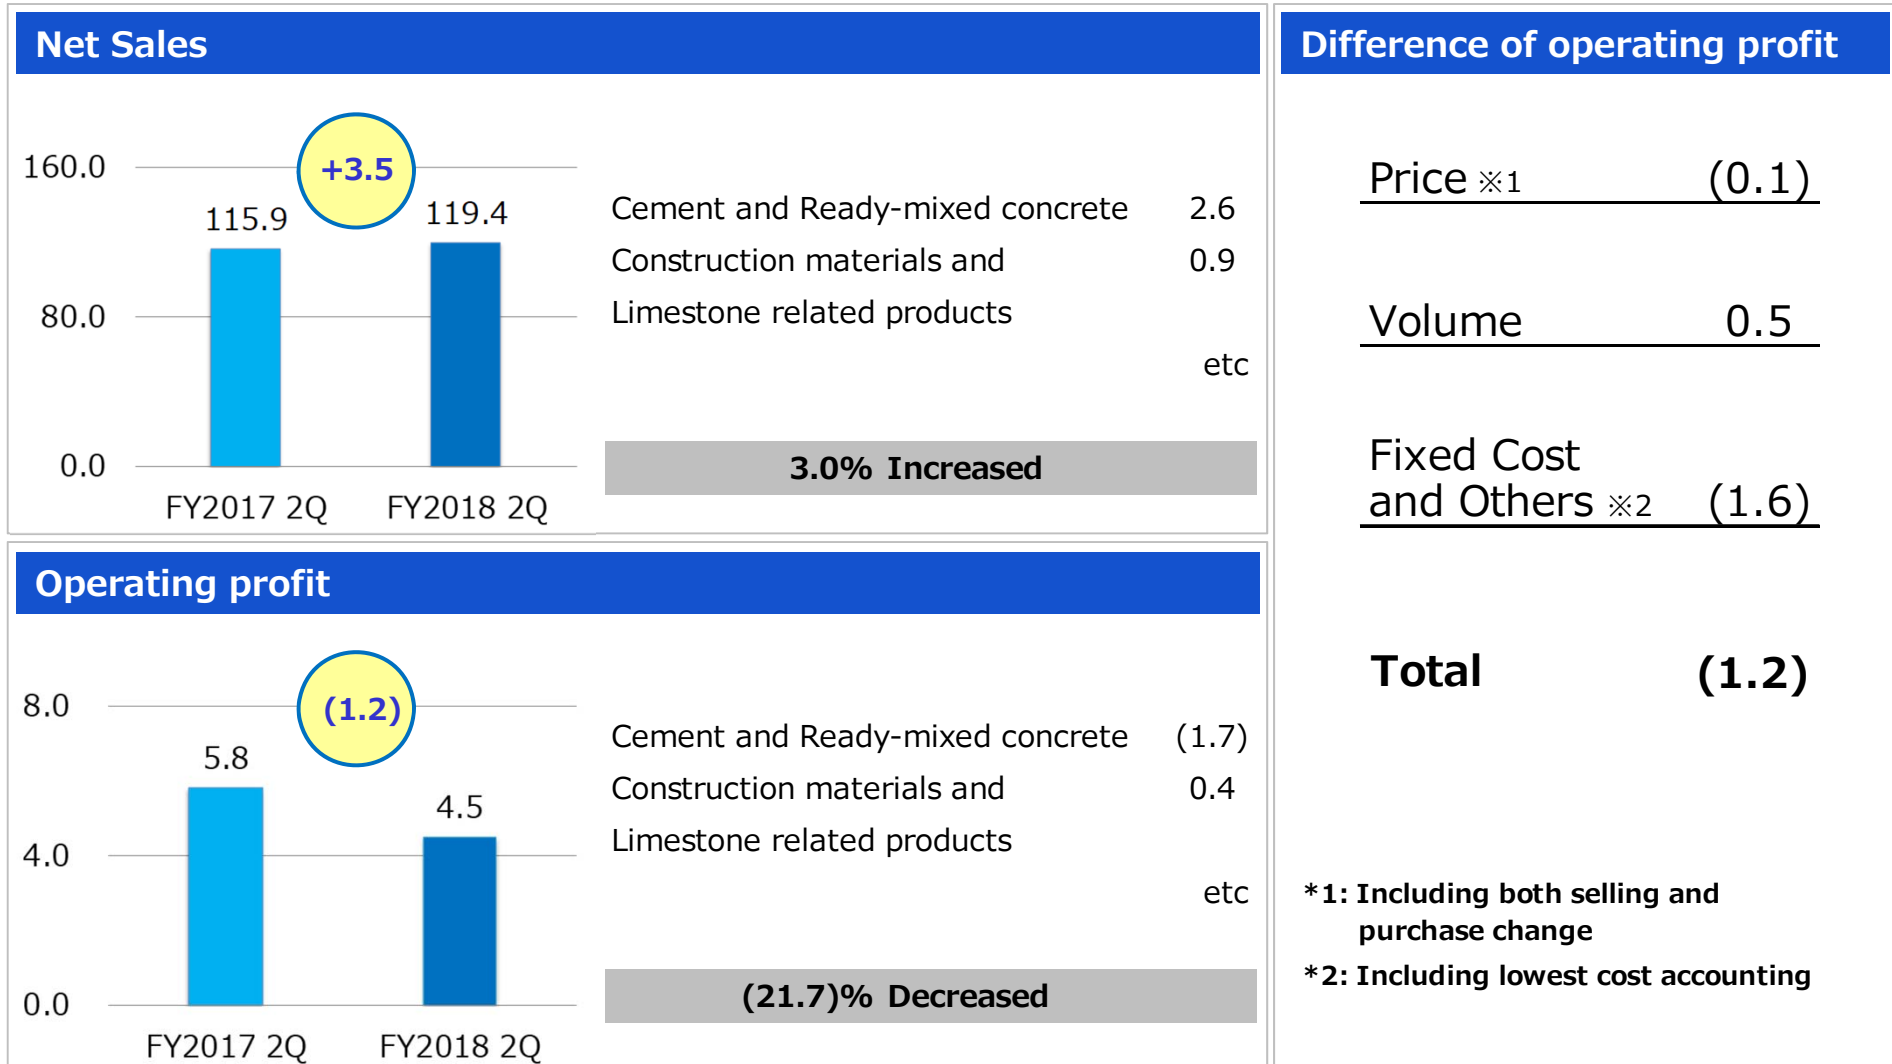 Net Sales
160.0
80.0
0.0
+3.5
115.9
119.4
FY2017 2Q
FY2018 2Q
Cement and Ready-mixed concrete 2.6
Construction materials and 0.9
Limestone related products
etc
3.0% Increased
Operating profit
8.0
4.0
0.0
(1.2)
5.8
4.5
FY2017 2Q
FY2018 2Q
Cement and Ready-mixed concrete (1.7)
Construction materials and 0.4
Limestone related products
etc
(21.7)% Decreased
Difference of operating profit
Price ※1 (0.1)
Volume 0.5
Fixed Cost
and Others ※2 (1.6)
Total (1.2)
*1: Including both selling and
purchase change
*2: Including lowest cost accounting